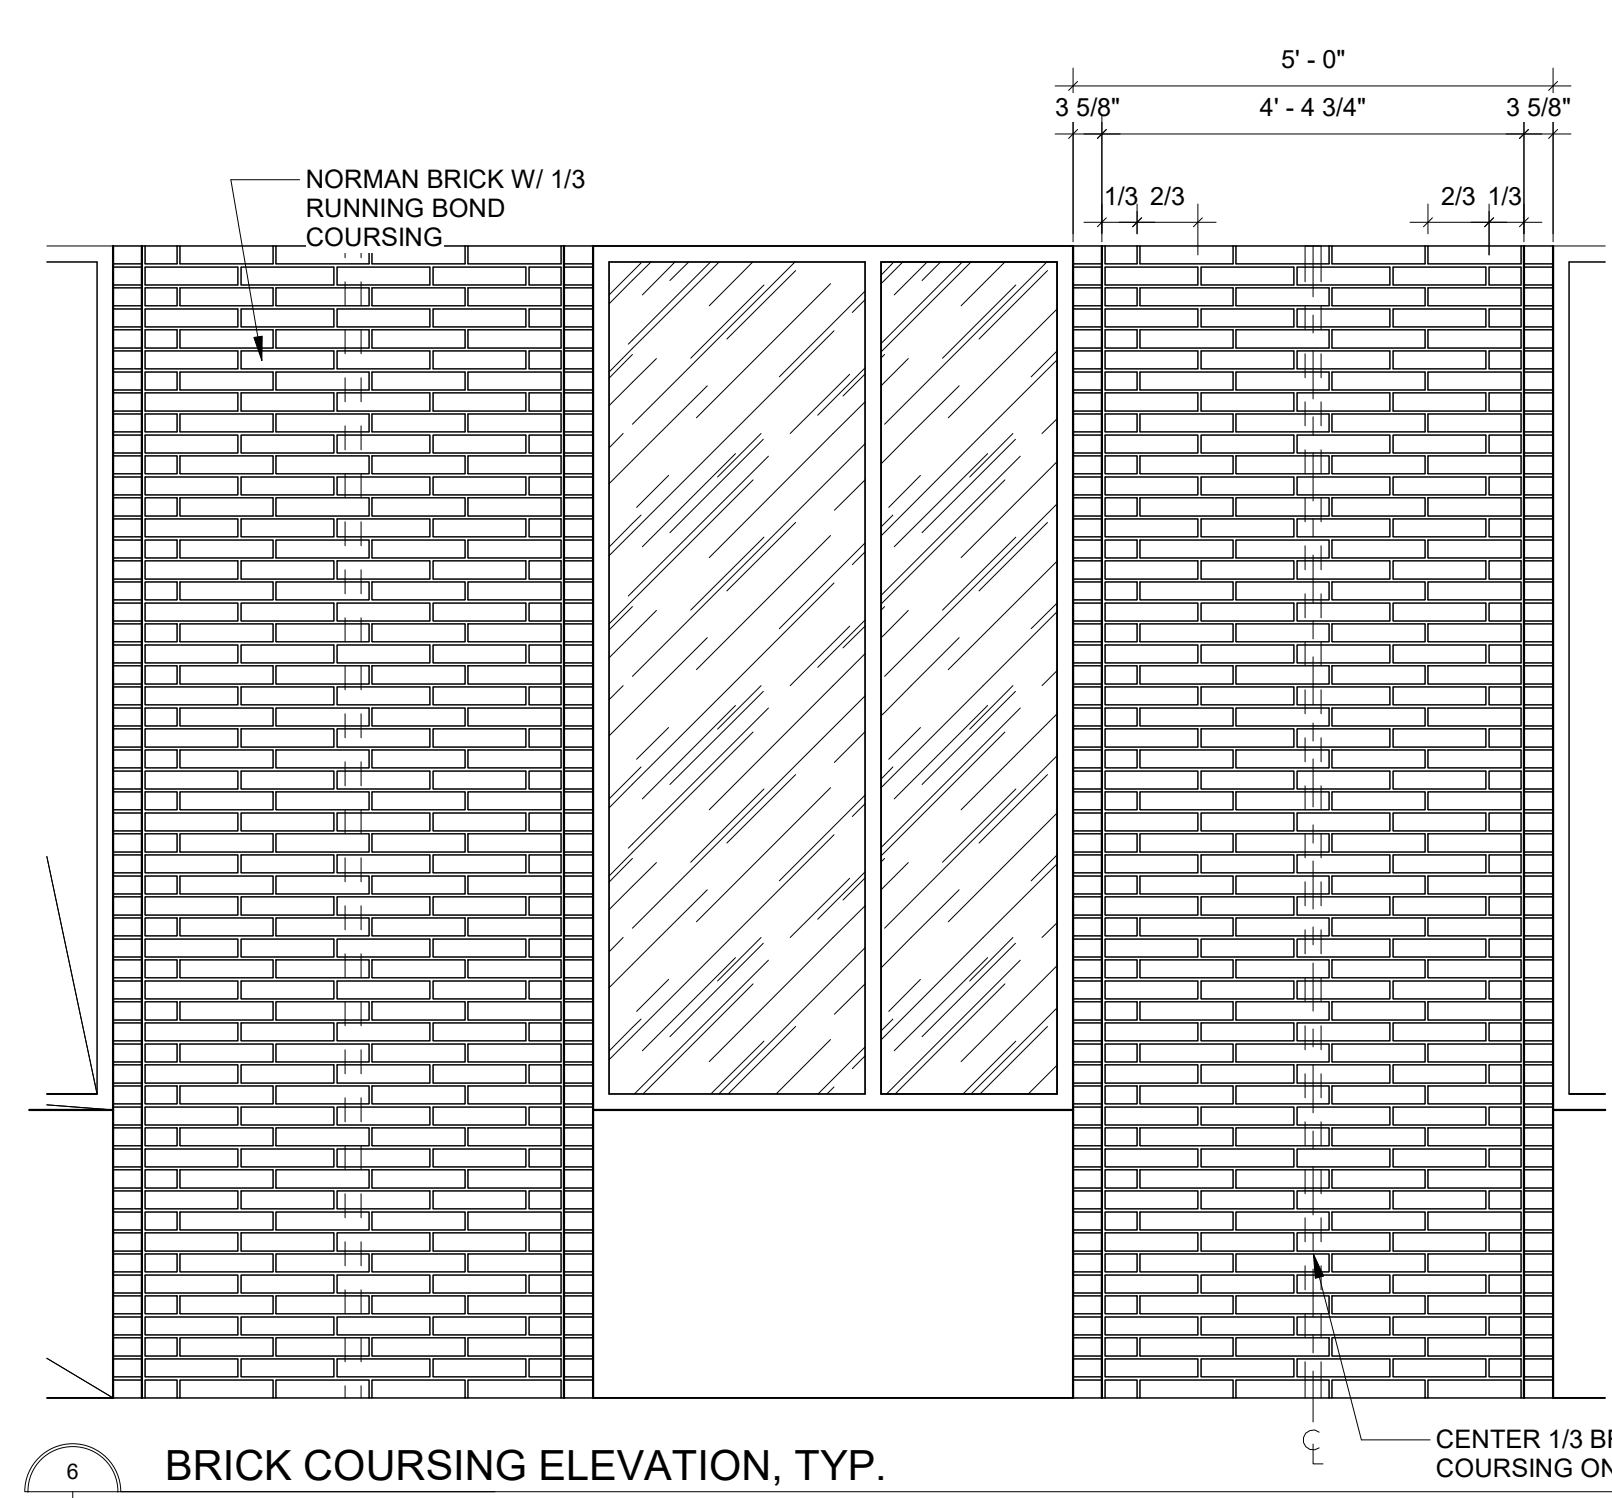 5' - 0"
3 5/8" 4' - 4 3/4" 3 5/8"
1/3 2/3 2/3 1/3
NORMAN BRICK W/ 1/3
RUNNING BOND
COURSING
CENTER 1/3
COURSING
6
BRICK COURSING ELEVATION, TYP.